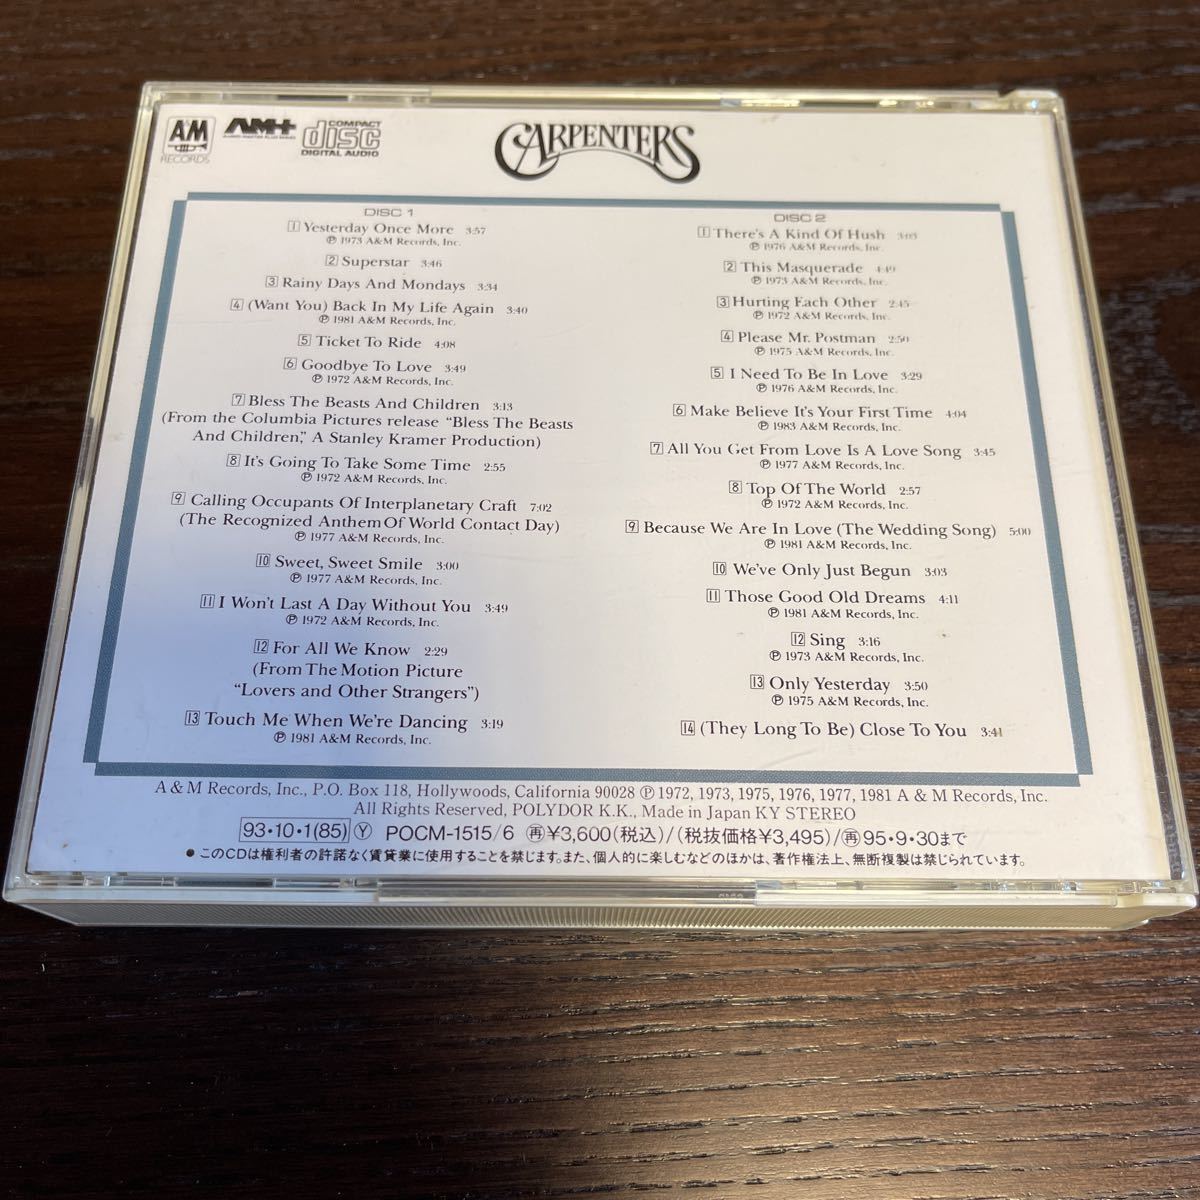 A&M
RECORDS
AM+
COMPACT
disc
DIGITAL AUDIO
CARPENTERS
DISC 1
1 Yesterday Once More 3:57
Ⓟ 1973 A&M Records, Inc.
2 Superstar 3:46
3 Rainy Days And Mondays 3:34
4 (Want You) Back In My Life Again 3:40
Ⓟ 1981 A&M Records, Inc.
5 Ticket To Ride 4:08
6 Goodbye To Love 3:49
Ⓟ 1972 A&M Records, Inc.
7 Bless The Beasts And Children 3:13
(From the Columbia Pictures release “Bless The Beasts
And Children,” A Stanley Kramer Production)
8 It's Going To Take Some Time 2:55
Ⓟ 1972 A&M Records, Inc.
9 Calling Occupants Of Interplanetary Craft 7:02
(The Recognized Anthem Of World Contact Day)
Ⓟ 1977 A&M Records, Inc.
10 Sweet, Sweet Smile 3:00
Ⓟ 1977 A&M Records, Inc.
11 I Won't Last A Day Without You 3:49
Ⓟ 1972 A&M Records, Inc.
12 For All We Know 2:29
(From The Motion Picture
“Lovers and Other Strangers”)
13 Touch Me When We're Dancing 3:19
Ⓟ 1981 A&M Records, Inc.
DISC 2
1 There's A Kind Of Hush 3:03
Ⓟ 1976 A&M Records, Inc.
2 This Masquerade 4:49
Ⓟ 1973 A&M Records, Inc.
3 Hurting Each Other 2:45
Ⓟ 1972 A&M Records, Inc.
4 Please Mr. Postman 2:50
Ⓟ 1975 A&M Records, Inc.
5 I Need To Be In Love 3:29
Ⓟ 1976 A&M Records, Inc.
6 Make Believe It's Your First Time 4:04
Ⓟ 1983 A&M Records, Inc.
7 All You Get From Love Is A Love Song 3:45
Ⓟ 1977 A&M Records, Inc.
8 Top Of The World 2:57
Ⓟ 1972 A&M Records, Inc.
9 Because We Are In Love (The Wedding Song) 5:00
Ⓟ 1981 A&M Records, Inc.
10 We've Only Just Begun 3:03
11 Those Good Old Dreams 4:11
Ⓟ 1981 A&M Records, Inc.
12 Sing 3:16
Ⓟ 1973 A&M Records, Inc.
13 Only Yesterday 3:50
Ⓟ 1975 A&M Records, Inc.
14 (They Long To Be) Close To You 3:41
A & M Records, Inc., P.O. Box 118, Hollywoods, California 90028 Ⓟ 1972, 1973, 1975, 1976, 1977, 1981 A & M Records, Inc.
All Rights Reserved, POLYDOR K.K., Made in Japan KY STEREO
93・10・1(85) Ⓨ POCM-1515/6 ㊢¥3,600(税込)/(税抜価格¥3,495)/㊢95・9・30まで
●このCDは権利者の許諾なく賃貸業に使用することを禁じます。また、個人的に楽しむなどのほかは、著作権法上、無断複製は禁じられています。